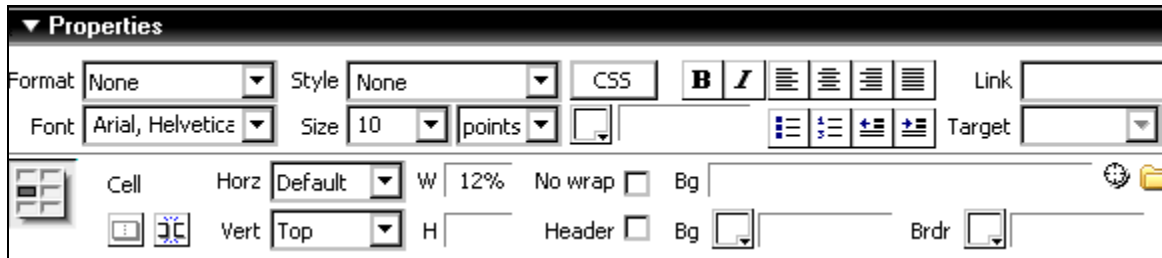 Properties
Format None Style None CSS B I Link
Font Arial, Helvetica Size 10 points Target
Cell Horz Default W 12% No wrap Bg
Vert Top H Header Bg Brdr